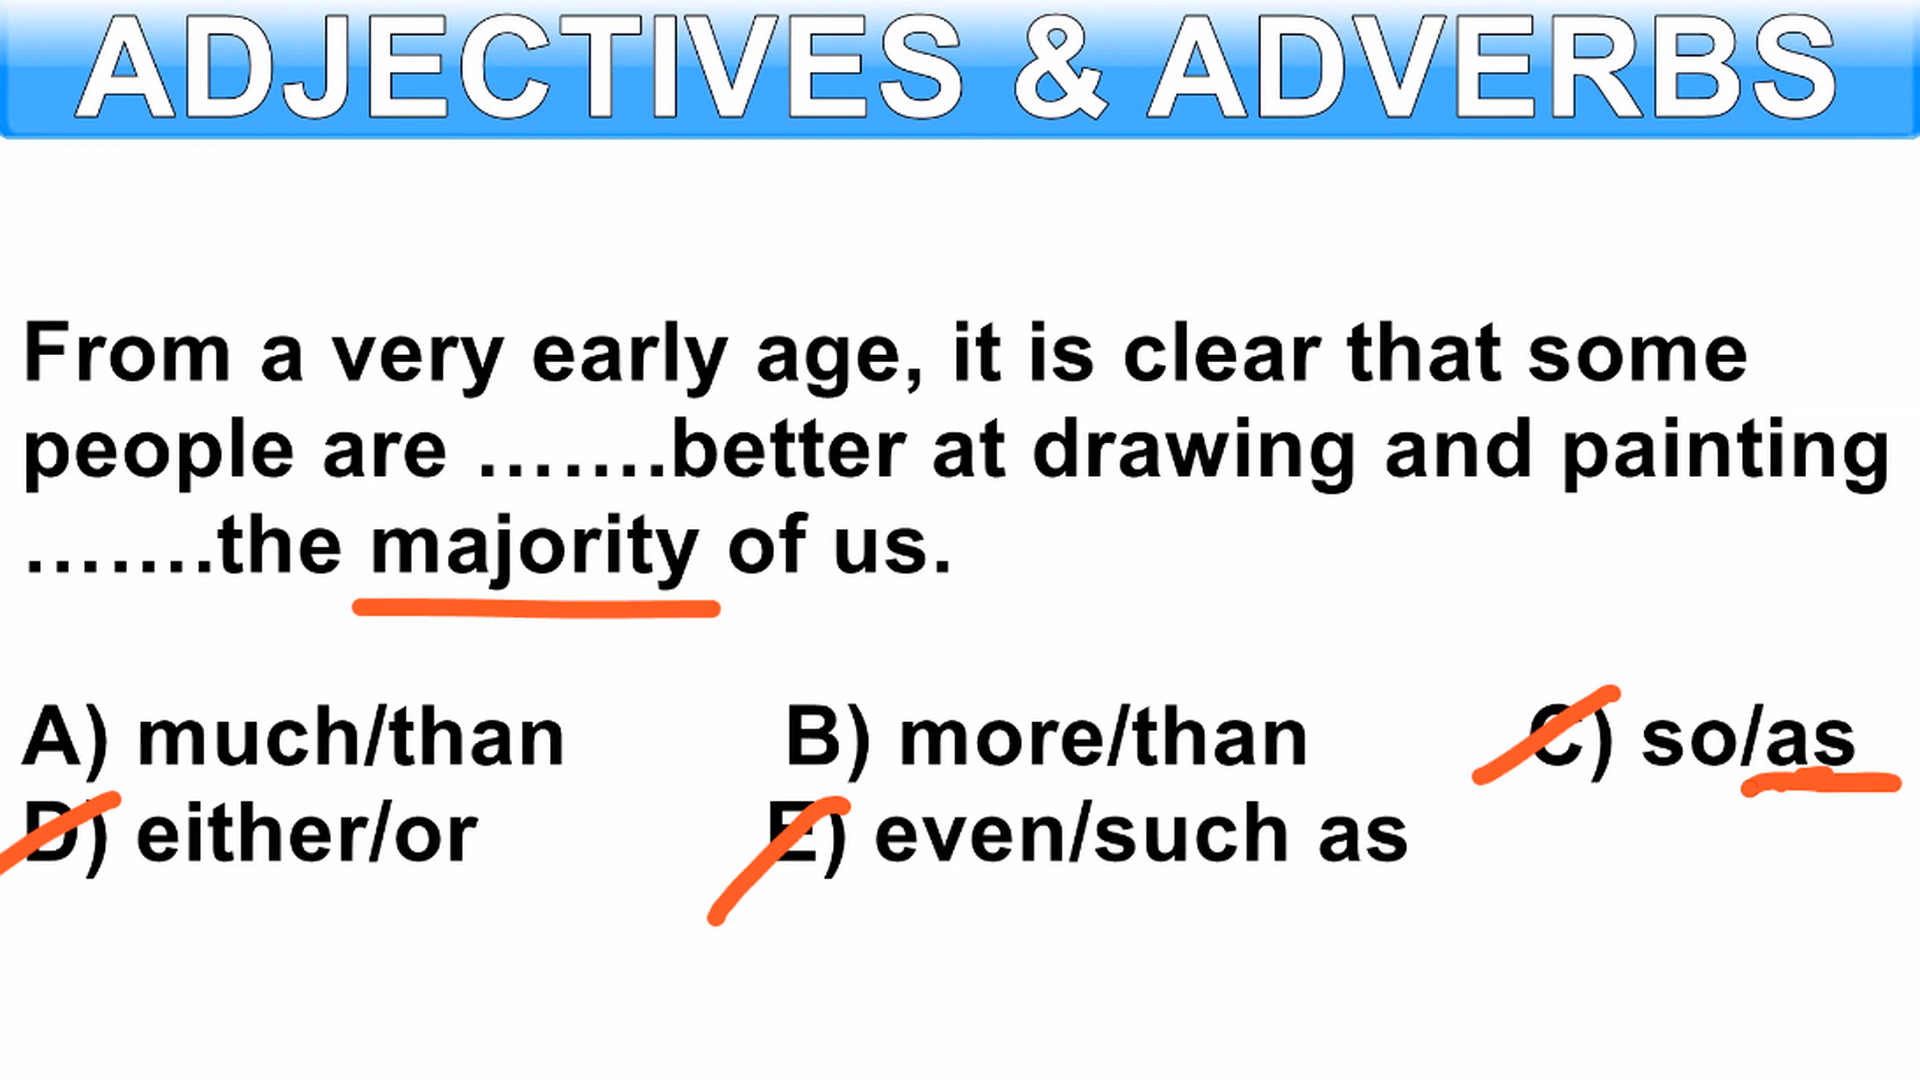 ADJECTIVES & ADVERBS
From a very early age, it is clear that some
people are …….better at drawing and painting
…….the majority of us.
A) much/than B) more/than C) so/as
D) either/or E) even/such as